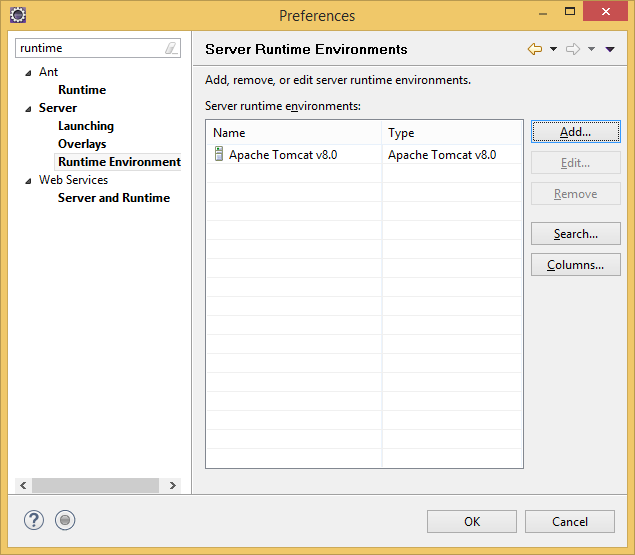 Preferences
runtime
Ant
Runtime
Server
Launching
Overlays
Runtime Environment
Web Services
Server and Runtime
Server Runtime Environments
Add, remove, or edit server runtime environments.
Server runtime environments:
Name Type
Apache Tomcat v8.0 Apache Tomcat v8.0
Add...
Edit...
Remove
Search...
Columns...
OK Cancel